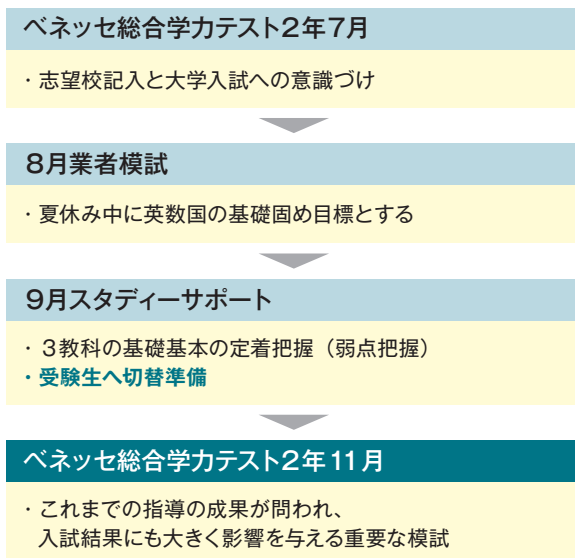 ベネッセ総合学力テスト2年7月
・志望校記入と大学入試への意識づけ
8月業者模試
・夏休み中に英数国の基礎固め目標とする
9月スタディーサポート
・３教科の基礎基本の定着把握（弱点把握）
・受験生へ切替準備
ベネッセ総合学力テスト2年11月
・これまでの指導の成果が問われ、
入試結果にも大きく影響を与える重要な模試